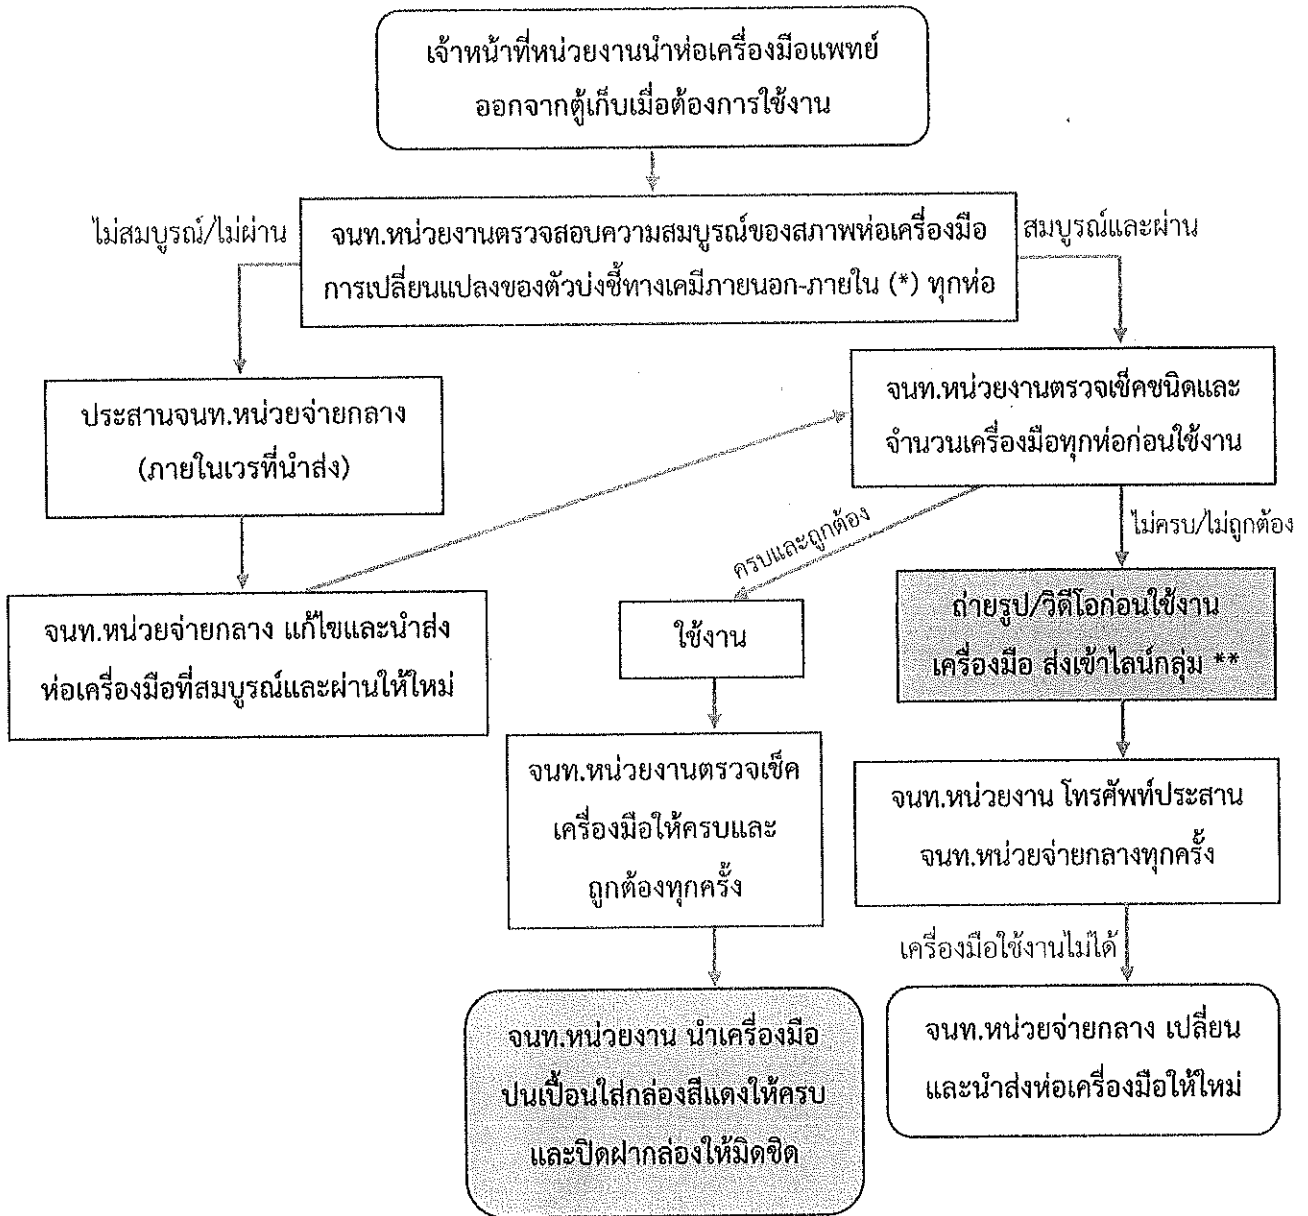 เจ้าหน้าที่หน่วยงานนำห่อเครื่องมือแพทย์
ออกจากตู้เก็บเมื่อต้องการใช้งาน
ไม่สมบูรณ์/ไม่ผ่าน
จนท.หน่วยงานตรวจสอบความสมบูรณ์ของสภาพห่อเครื่องมือ
การเปลี่ยนแปลงของตัวบ่งชี้ทางเคมีภายนอก-ภายใน (*) ทุกห่อ
สมบูรณ์และผ่าน
ประสานจนท.หน่วยจ่ายกลาง
(ภายในเวรที่นำส่ง)
จนท.หน่วยงานตรวจเช็คชนิดและ
จำนวนเครื่องมือทุกห่อก่อนใช้งาน
ครบและถูกต้อง
ไม่ครบ/ไม่ถูกต้อง
จนท.หน่วยจ่ายกลาง แก้ไขและนำส่ง
ห่อเครื่องมือที่สมบูรณ์และผ่านให้ใหม่
ใช้งาน
ถ่ายรูป/วิดีโอก่อนใช้งาน
เครื่องมือ ส่งเข้าไลน์กลุ่ม **
จนท.หน่วยงานตรวจเช็ค
เครื่องมือให้ครบและ
ถูกต้องทุกครั้ง
จนท.หน่วยงาน โทรศัพท์ประสาน
จนท.หน่วยจ่ายกลางทุกครั้ง
เครื่องมือใช้งานไม่ได้
จนท.หน่วยงาน นำเครื่องมือ
ปนเปื้อนใส่กล่องสีแดงให้ครบ
และปิดฝากล่องให้มิดชิด
จนท.หน่วยจ่ายกลาง เปลี่ยน
และนำส่งห่อเครื่องมือให้ใหม่